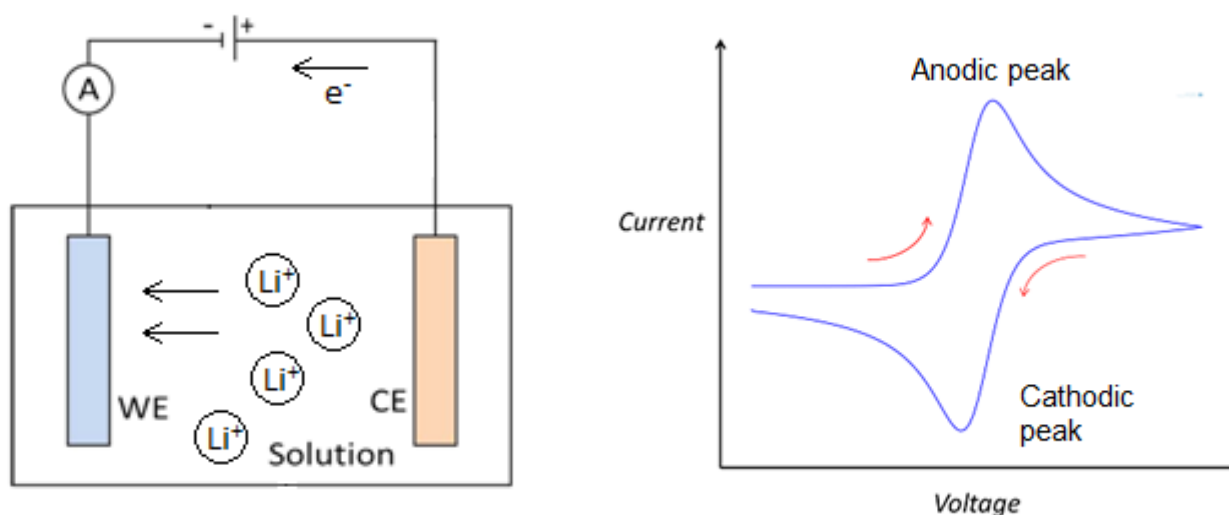 - +
e⁻
A
Li⁺
Li⁺
Li⁺
Li⁺
WE
CE
Solution
Anodic peak
Current
Cathodic
peak
Voltage